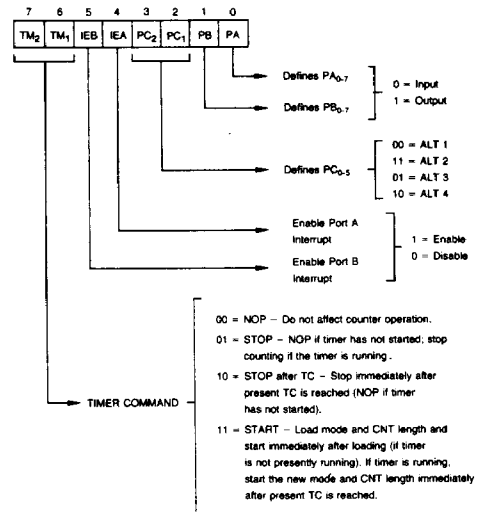 7 6 5 4 3 2 1 0
TM₂ TM₁ IEB IEA PC₂ PC₁ PB PA
Defines PA₀₋₇
0 = Input
1 = Output
Defines PB₀₋₇
Defines PC₀₋₅
00 = ALT 1
11 = ALT 2
01 = ALT 3
10 = ALT 4
Enable Port A
Interrupt
1 = Enable
0 = Disable
Enable Port B
Interrupt
TIMER COMMAND
00 = NOP – Do not affect counter operation.
01 = STOP – NOP if timer has not started; stop
counting if the timer is running.
10 = STOP after TC – Stop immediately after
present TC is reached (NOP if timer
has not started).
11 = START – Load mode and CNT length and
start immediately after loading (if timer
is not presently running). If timer is running,
start the new mode and CNT length immediately
after present TC is reached.